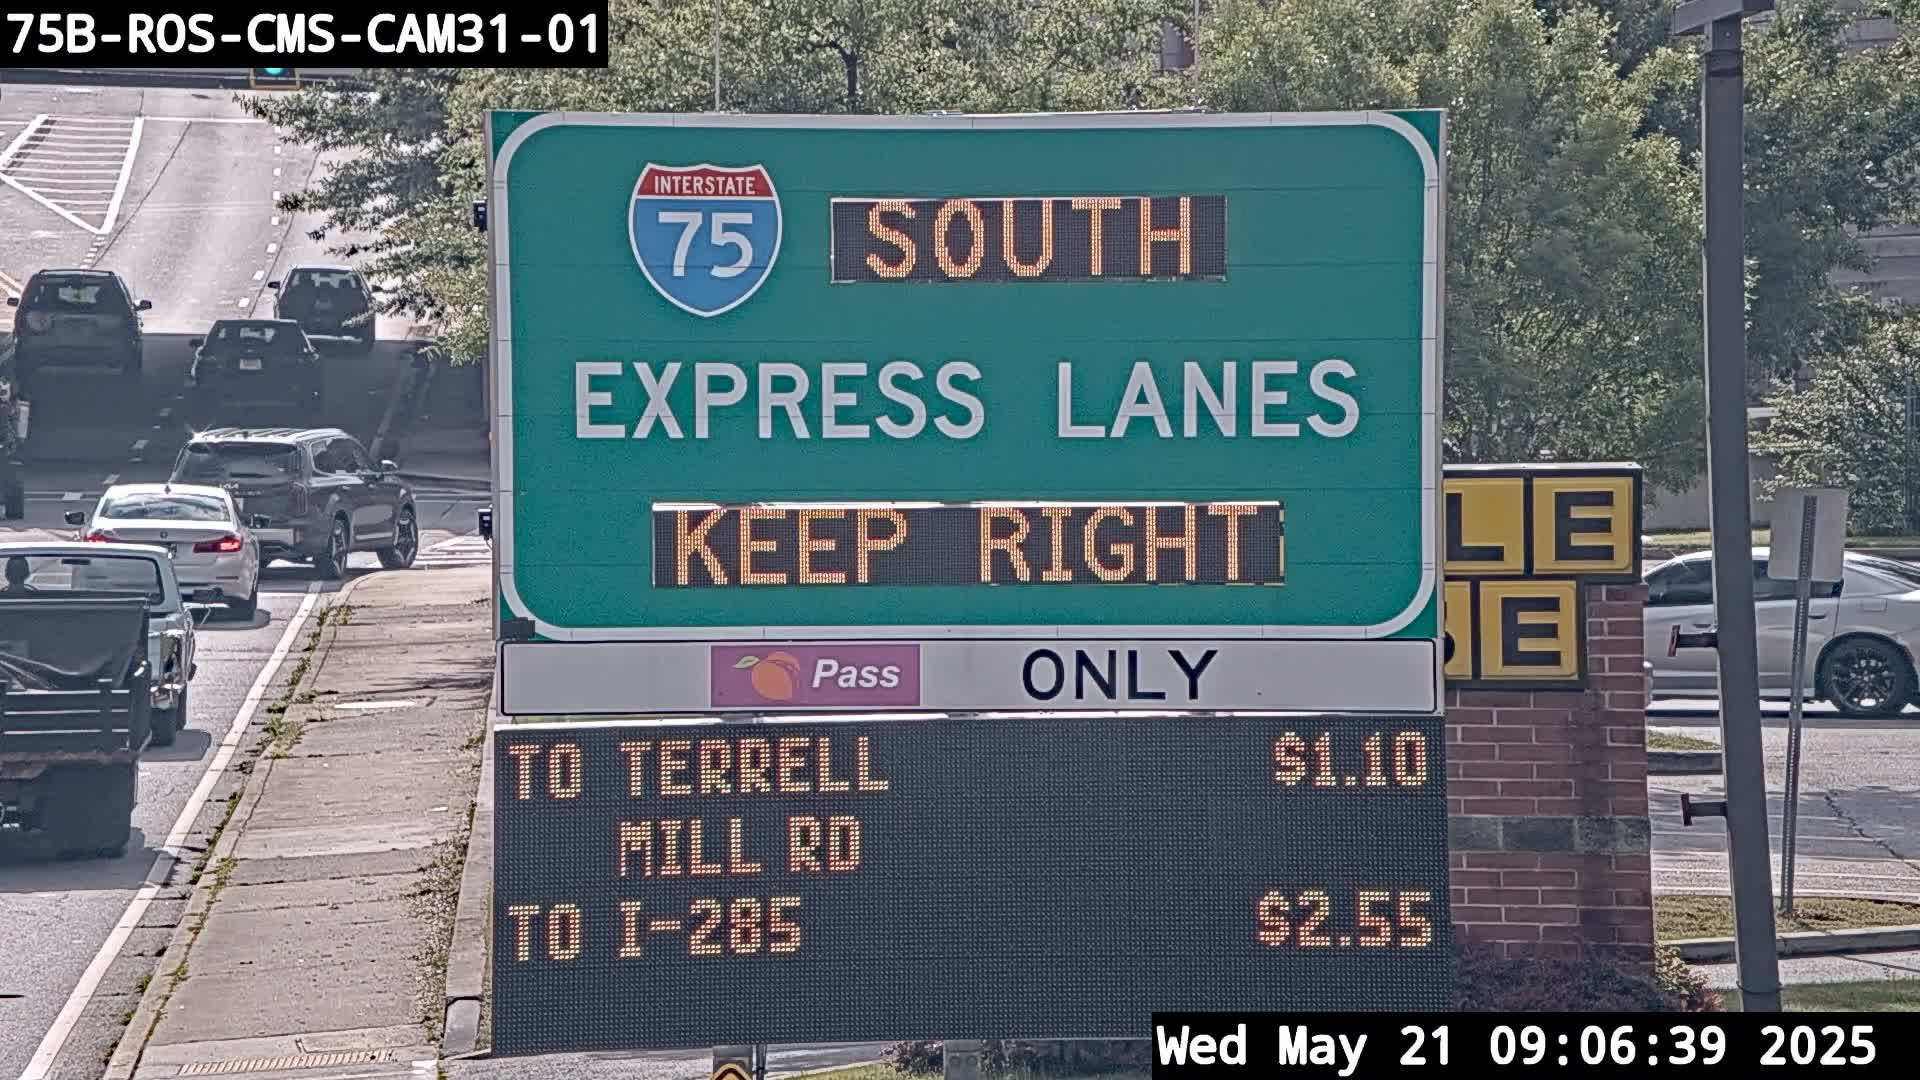 75B-ROS-CMS-CAM31-01
INTERSTATE
75
SOUTH
EXPRESS LANES
KEEP RIGHT
Pass ONLY
TO TERRELL $1.10
MILL RD
TO I-285 $2.55
LE
E
Wed May 21 09:06:39 2025